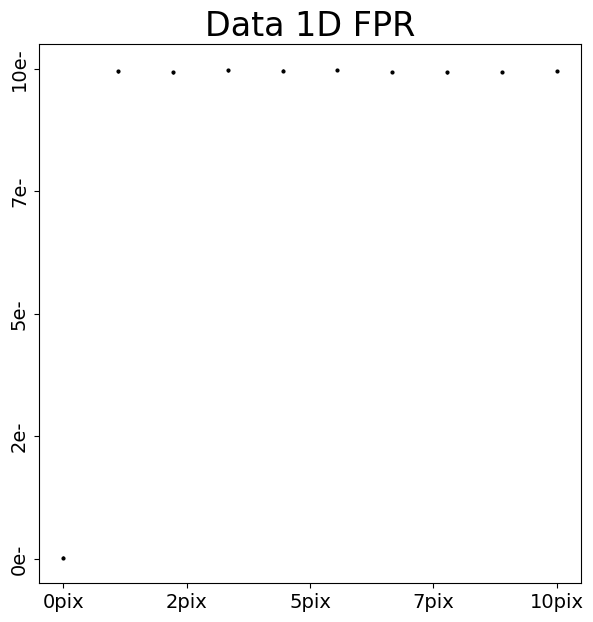 Data 1D FPR
10e-
7e-
5e-
2e-
0e-
0pix 2pix 5pix 7pix 10pix